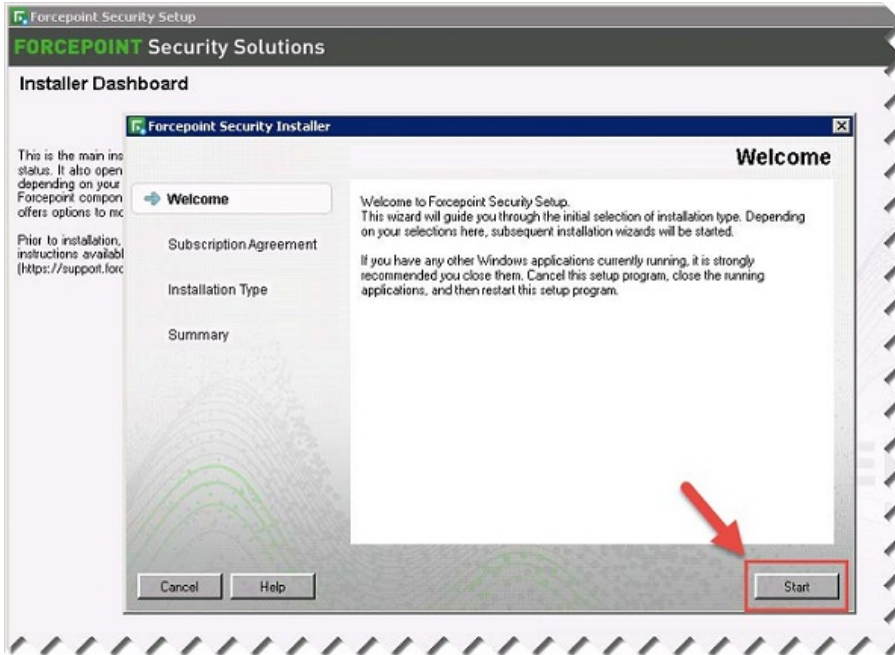 Forcepoint Security Setup
FORCEPOINT Security Solutions
Installer Dashboard
This is the main ins
status. It also open
depending on your
Forcepoint compon
offers options to mo
Prior to installation,
instructions availabl
(https://support.forc
Forcepoint Security Installer
Welcome
Welcome
Subscription Agreement
Installation Type
Summary
Welcome to Forcepoint Security Setup.
This wizard will guide you through the initial selection of installation type. Depending
on your selections here, subsequent installation wizards will be started.
If you have any other Windows applications currently running, it is strongly
recommended you close them. Cancel this setup program, close the running
applications, and then restart this setup program.
Cancel
Help
Start